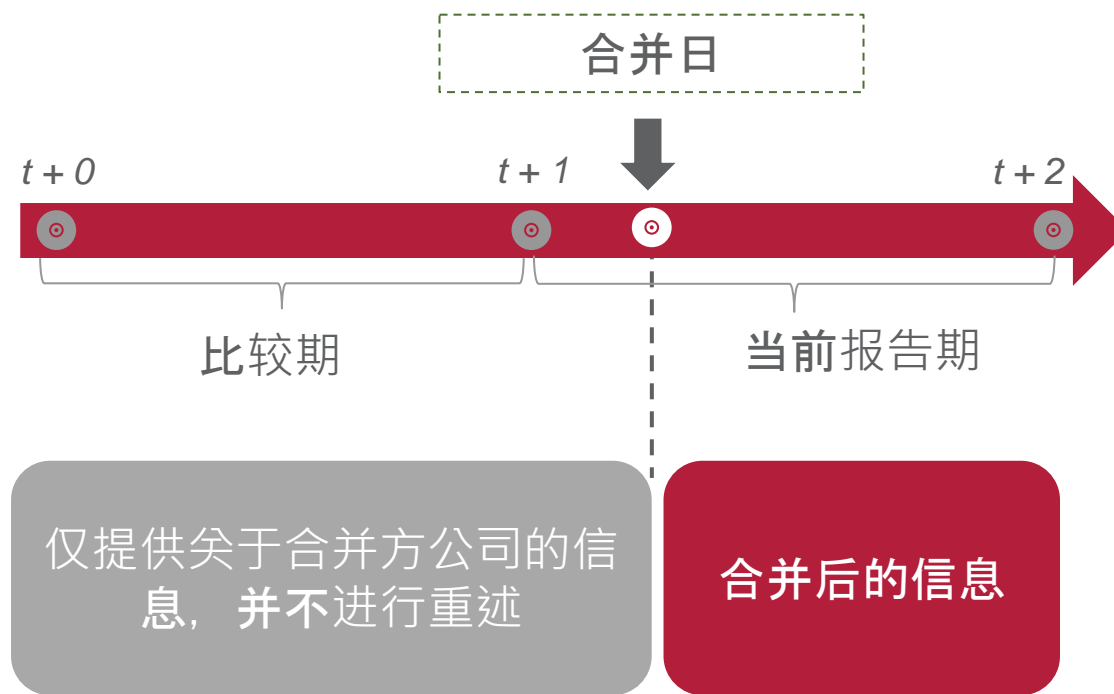 合并日
t + 0
t + 1
t + 2
比较期
当前报告期
仅提供关于合并方公司的信
息，并不进行重述
合并后的信息